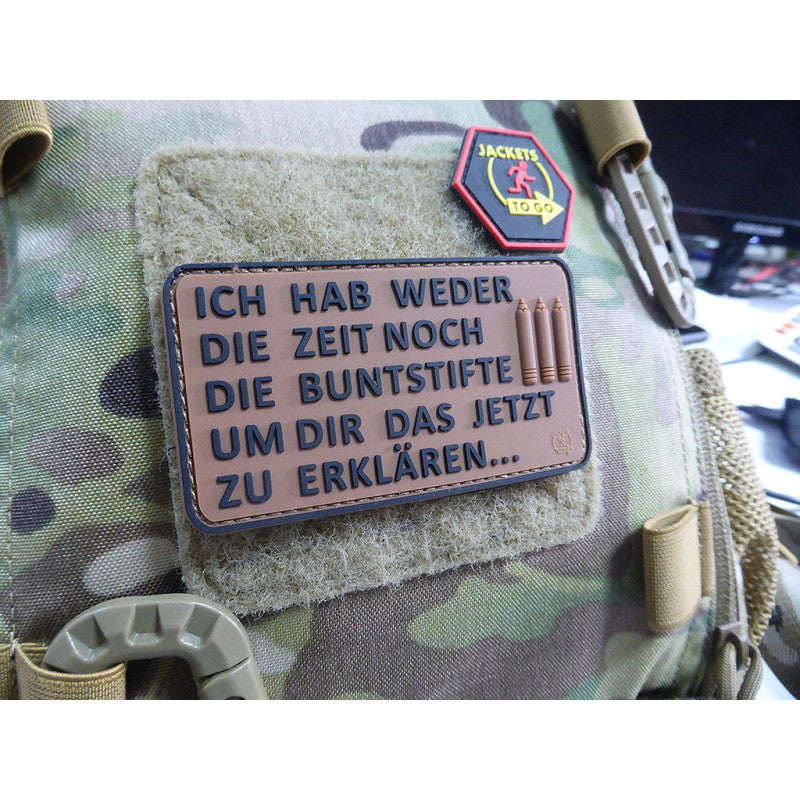 JACKETS
TO GO
ICH HAB WEDER
DIE ZEIT NOCH
DIE BUNTSTIFTE
UM DIR DAS JETZT
ZU ERKLÄREN...